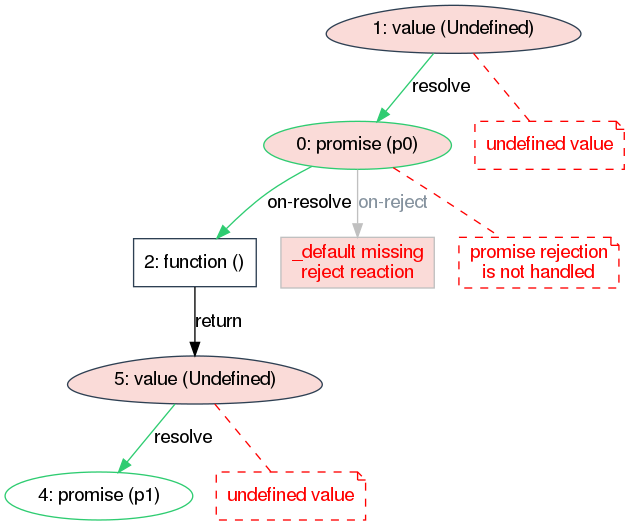 1: value (Undefined)
resolve
0: promise (p0)
undefined value
on-resolve
on-reject
2: function ()
_default missing
reject reaction
promise rejection
is not handled
return
5: value (Undefined)
resolve
4: promise (p1)
undefined value